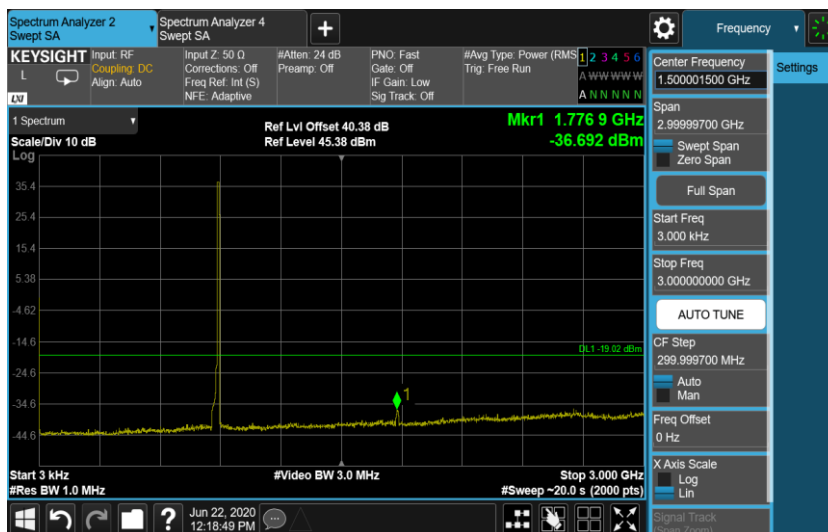 Spectrum Analyzer 2
Swept SA
Spectrum Analyzer 4
Swept SA
Frequency
KEYSIGHT
L
LXI
Input: RF
Coupling: DC
Align: Auto
Input Z: 50 Ω
Corrections: Off
Freq Ref: Int (S)
NFE: Adaptive
#Atten: 24 dB
Preamp: Off
PNO: Fast
Gate: Off
IF Gain: Low
Sig Track: Off
#Avg Type: Power (RMS
Trig: Free Run
1 2 3 4 5 6
A W W W W W
A N N N N N
1 Spectrum
Scale/Div 10 dB
Log
Ref Lvl Offset 40.38 dB
Ref Level 45.38 dBm
Mkr1 1.776 9 GHz
-36.692 dBm
35.4
25.4
15.4
5.38
-4.62
-14.6
DL1 -19.02 dBm
-24.6
-34.6
1
-44.6
Start 3 kHz
#Res BW 1.0 MHz
#Video BW 3.0 MHz
Stop 3.000 GHz
#Sweep ~20.0 s (2000 pts)
Jun 22, 2020
12:18:49 PM
Center Frequency
1.500001500 GHz
Settings
Span
2.99999700 GHz
Swept Span
Zero Span
Full Span
Start Freq
3.000 kHz
Stop Freq
3.000000000 GHz
AUTO TUNE
CF Step
299.999700 MHz
Auto
Man
Freq Offset
0 Hz
X Axis Scale
Log
Lin
Signal Track
(Span Zoom)